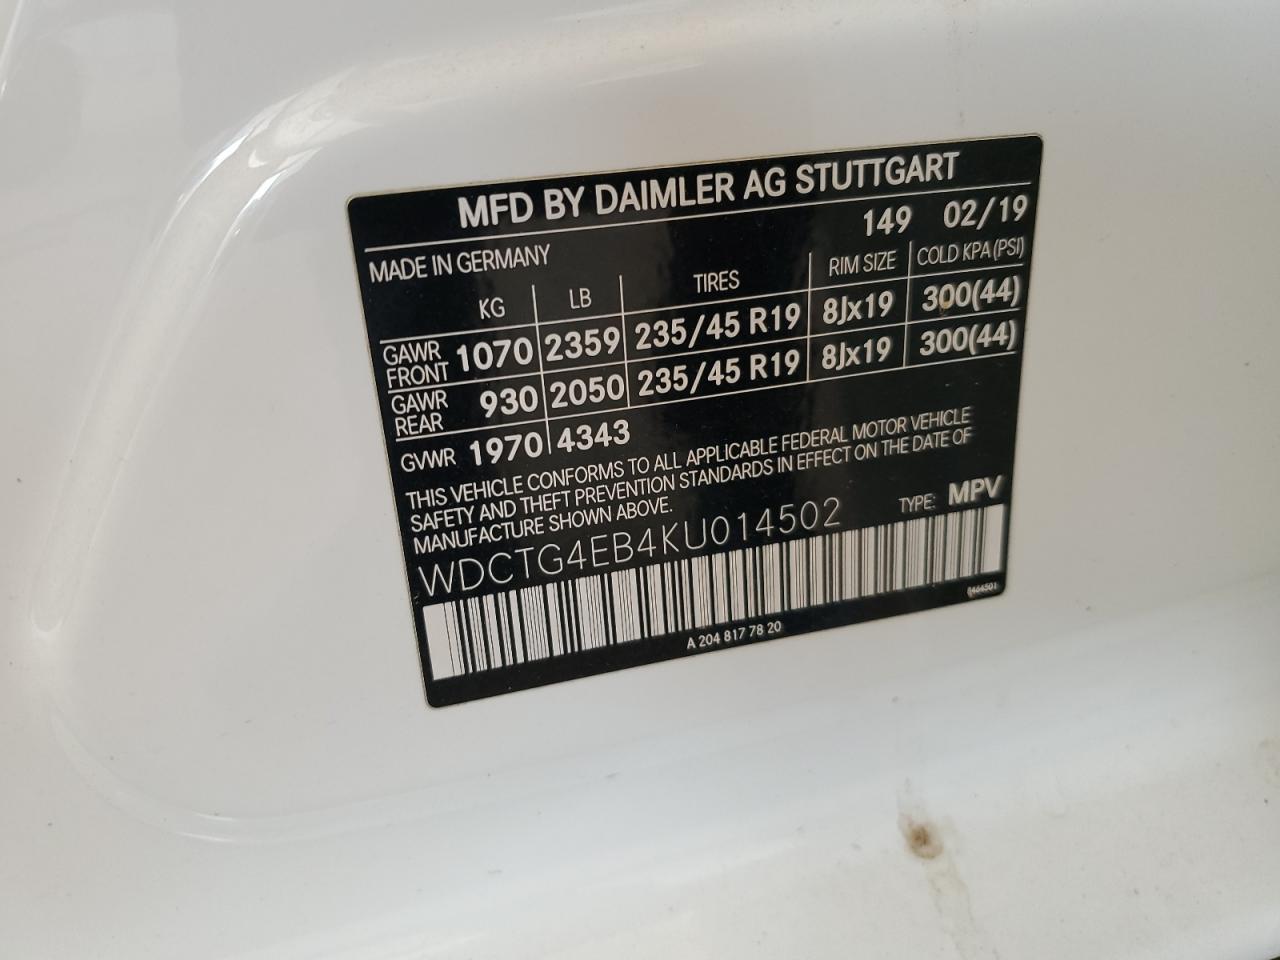 MFD BY DAIMLER AG STUTTGART
149 02/19
MADE IN GERMANY
KG LB TIRES RIM SIZE COLD KPA (PSI)
GAWR FRONT 1070 2359 235/45 R19 8Jx19 300(44)
GAWR REAR 930 2050 235/45 R19 8Jx19 300(44)
GVWR 1970 4343
THIS VEHICLE CONFORMS TO ALL APPLICABLE FEDERAL MOTOR VEHICLE
SAFETY AND THEFT PREVENTION STANDARDS IN EFFECT ON THE DATE OF
MANUFACTURE SHOWN ABOVE.
WDCTG4EB4KU014502 TYPE: MPV
A 204 817 78 20